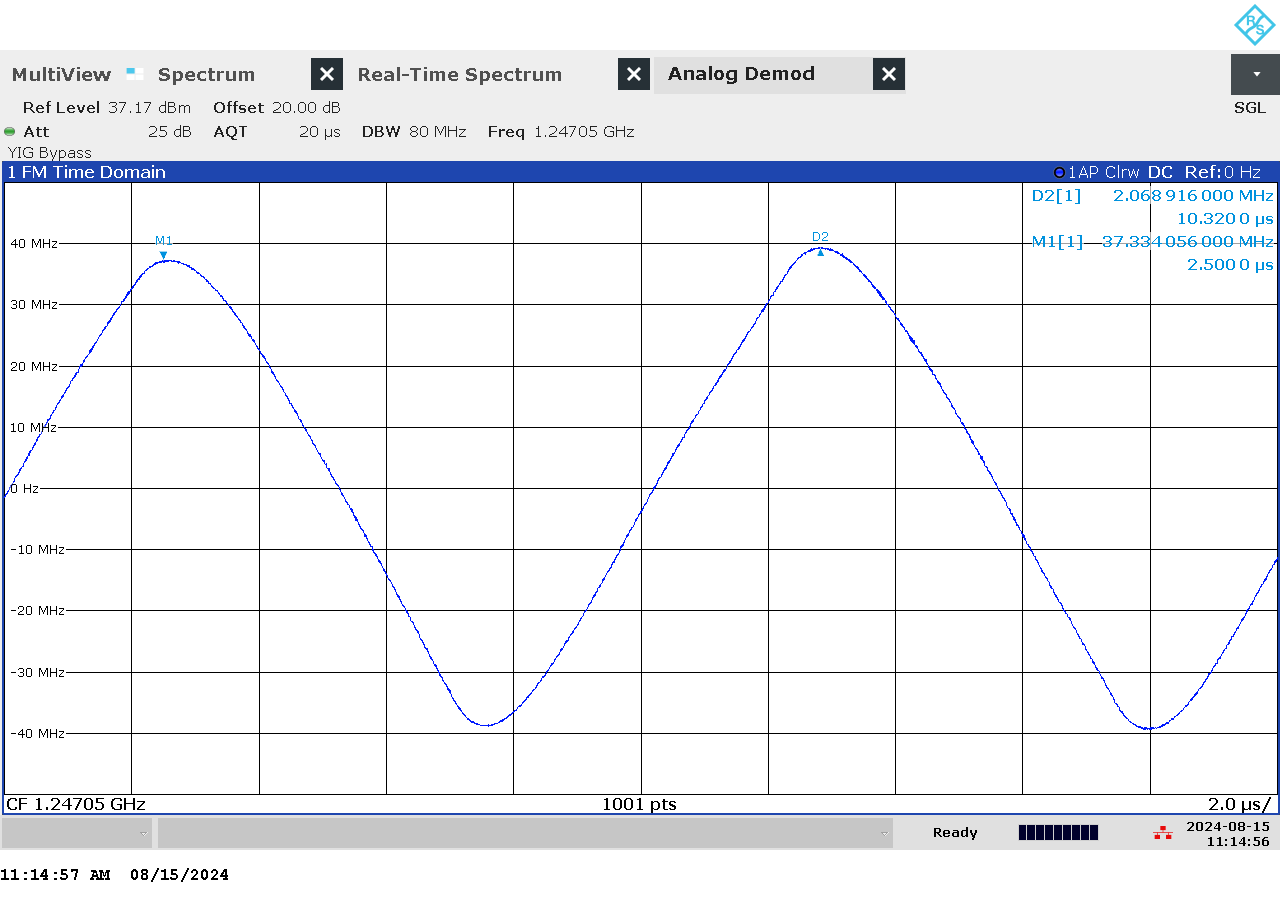 R&S
MultiView Spectrum Real-Time Spectrum Analog Demod
Ref Level 37.17 dBm Offset 20.00 dB SGL
Att 25 dB AQT 20 µs DBW 80 MHz Freq 1.24705 GHz
YIG Bypass
1 FM Time Domain 1AP Clrw DC Ref:0 Hz
D2[1] 2.068 916 000 MHz
10.320 0 µs
M1[1] 37.334 056 000 MHz
2.500 0 µs
M1
D2
40 MHz
30 MHz
20 MHz
10 MHz
0 Hz
-10 MHz
-20 MHz
-30 MHz
-40 MHz
CF 1.24705 GHz 1001 pts 2.0 µs/
Ready 2024-08-15
11:14:56
11:14:57 AM 08/15/2024